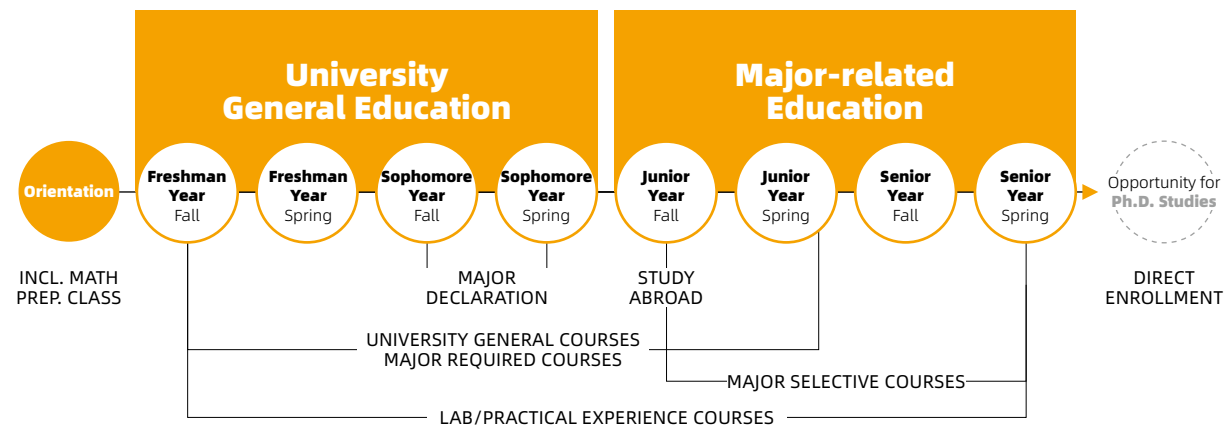 University
General Education
Major-related
Education
Orientation
Freshman
Year
Fall
Freshman
Year
Spring
Sophomore
Year
Fall
Sophomore
Year
Spring
Junior
Year
Fall
Junior
Year
Spring
Senior
Year
Fall
Senior
Year
Spring
Opportunity for
Ph.D. Studies
INCL. MATH
PREP. CLASS
MAJOR
DECLARATION
STUDY
ABROAD
DIRECT
ENROLLMENT
UNIVERSITY GENERAL COURSES
MAJOR REQUIRED COURSES
MAJOR SELECTIVE COURSES
LAB/PRACTICAL EXPERIENCE COURSES